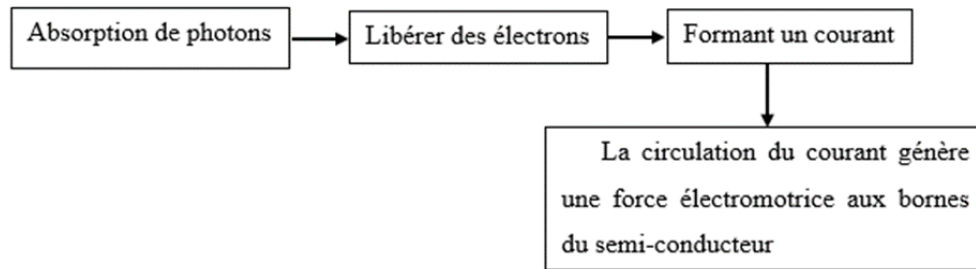 Absorption de photons
Libérer des électrons
Formant un courant
La circulation du courant génère
une force électromotrice aux bornes
du semi-conducteur